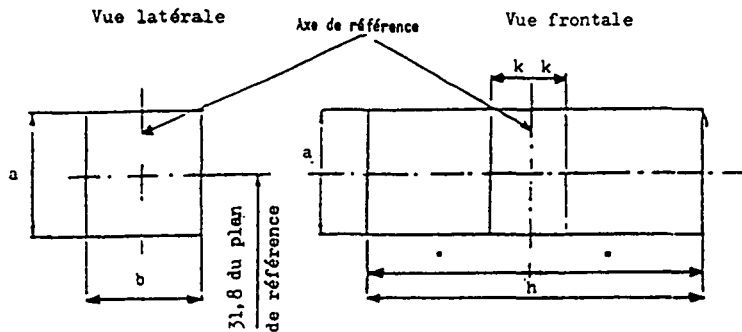 Vue latérale
Axe de référence
Vue frontale
k k
a
a
b
31,8 du plan
de référence
h